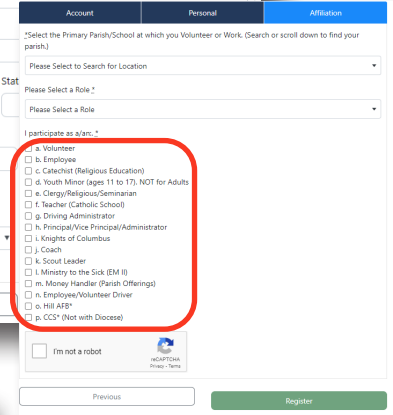 Account
Personal
Affiliation
*Select the Primary Parish/School at which you Volunteer or Work. (Search or scroll down to find your
parish.)
Please Select to Search for Location
Stat
Please Select a Role *
Please Select a Role
I participate as a/an:. *
a. Volunteer
b. Employee
c. Catechist (Religious Education)
d. Youth Minor (ages 11 to 17). NOT for Adults
e. Clergy/Religious/Seminarian
f. Teacher (Catholic School)
g. Driving Administrator
h. Principal/Vice Principal/Administrator
i. Knights of Columbus
j. Coach
k. Scout Leader
l. Ministry to the Sick (EM II)
m. Money Handler (Parish Offerings)
n. Employee/Volunteer Driver
o. Hill AFB*
p. CCS* (Not with Diocese)
I'm not a robot
reCAPTCHA
Privacy - Terms
Previous
Register